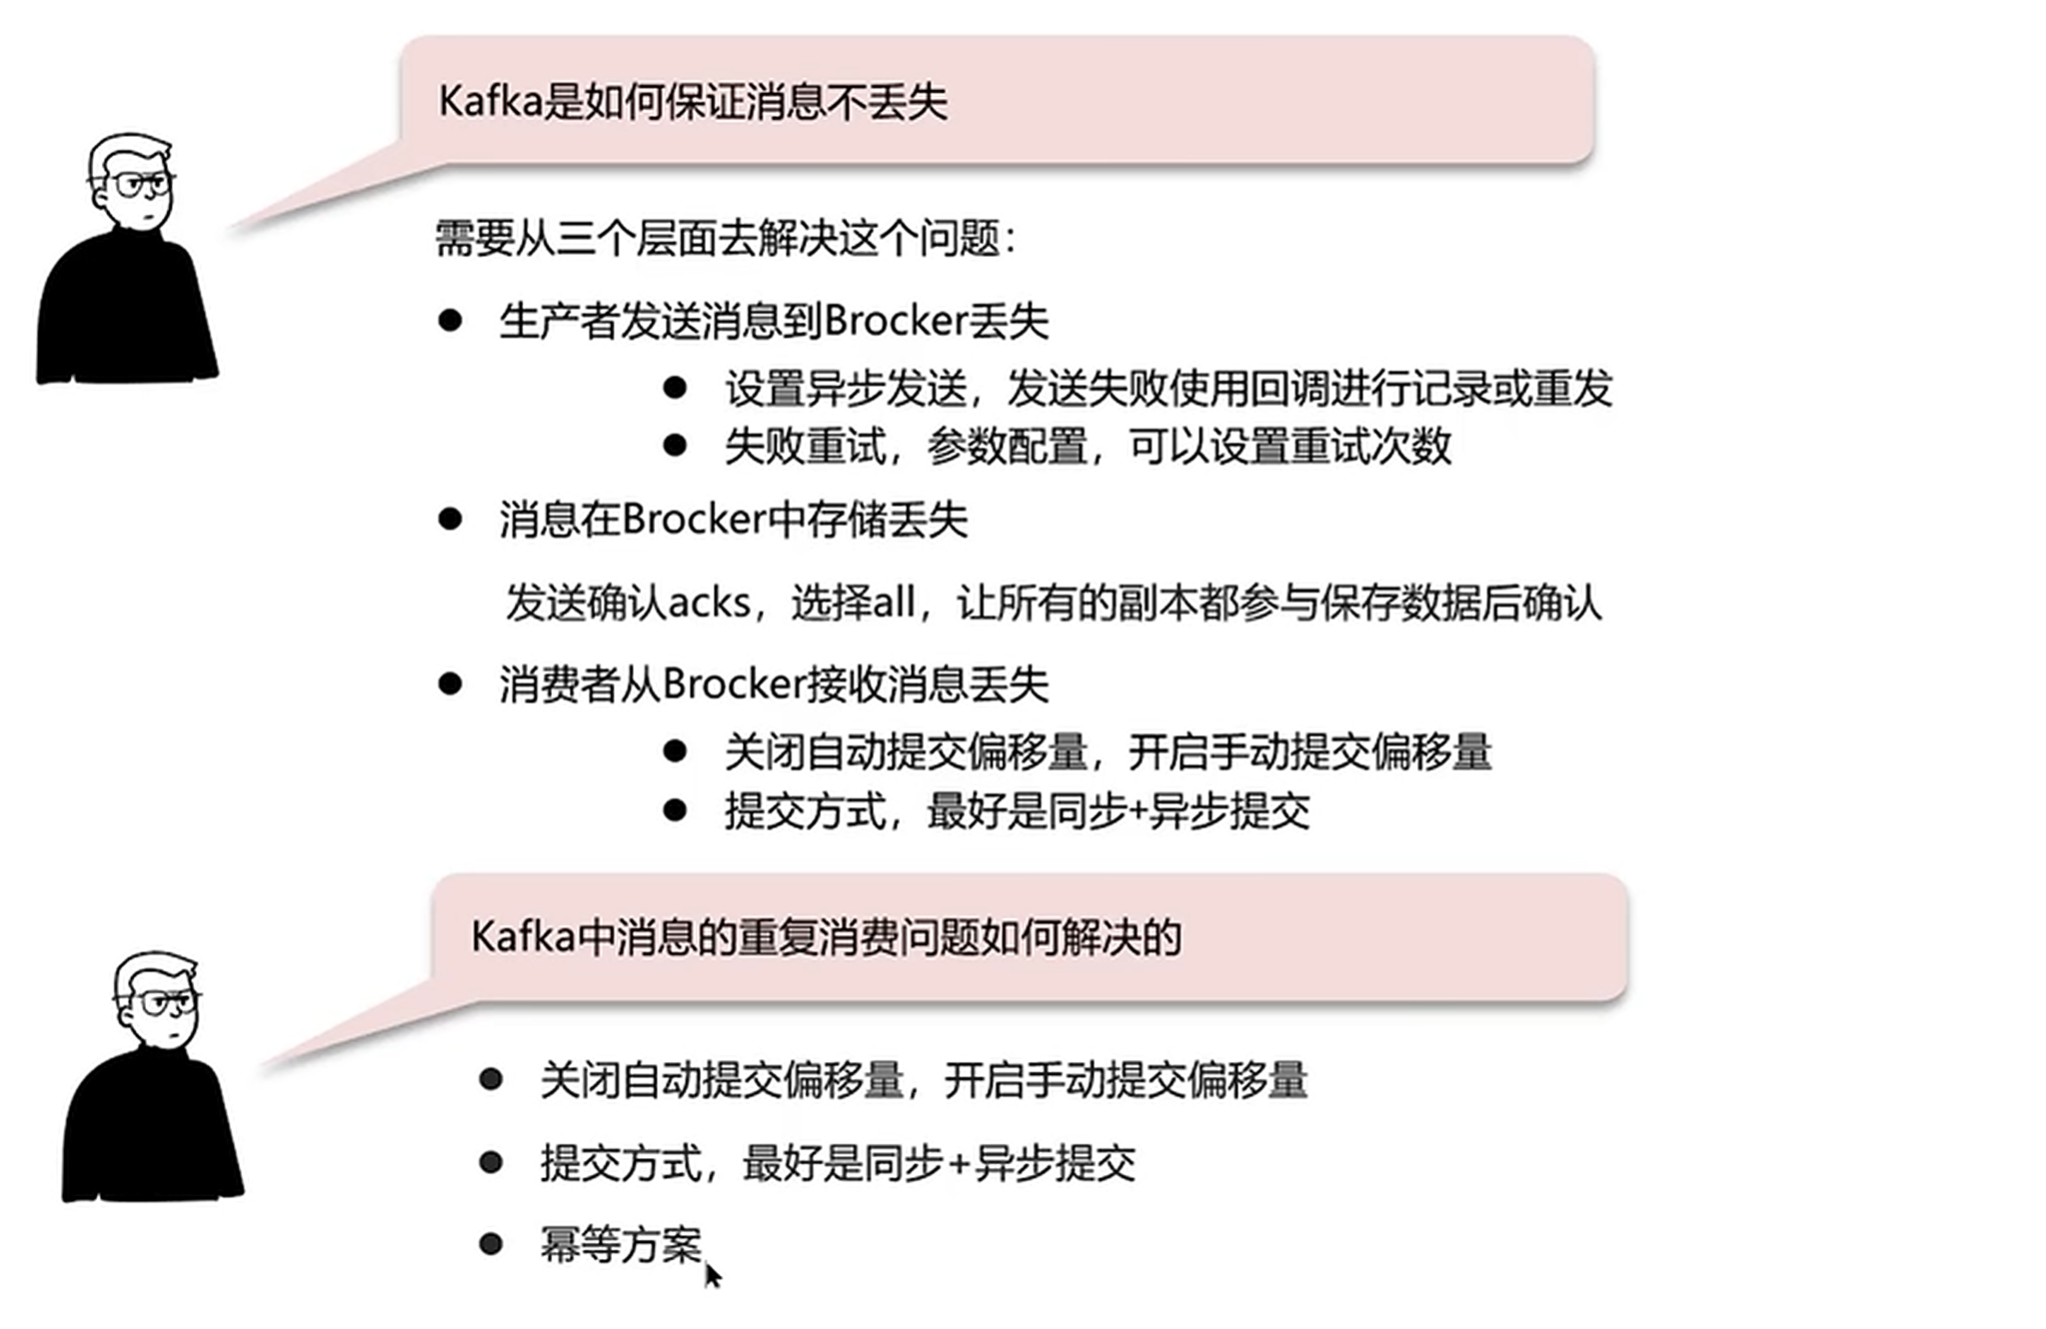 Kafka是如何保证消息不丢失
需要从三个层面去解决这个问题：
● 生产者发送消息到Brocker丢失
● 设置异步发送，发送失败使用回调进行记录或重发
● 失败重试，参数配置，可以设置重试次数
● 消息在Brocker中存储丢失
发送确认acks，选择all，让所有的副本都参与保存数据后确认
● 消费者从Brocker接收消息丢失
● 关闭自动提交偏移量，开启手动提交偏移量
● 提交方式，最好是同步+异步提交
Kafka中消息的重复消费问题如何解决的
● 关闭自动提交偏移量，开启手动提交偏移量
● 提交方式，最好是同步+异步提交
● 幂等方案